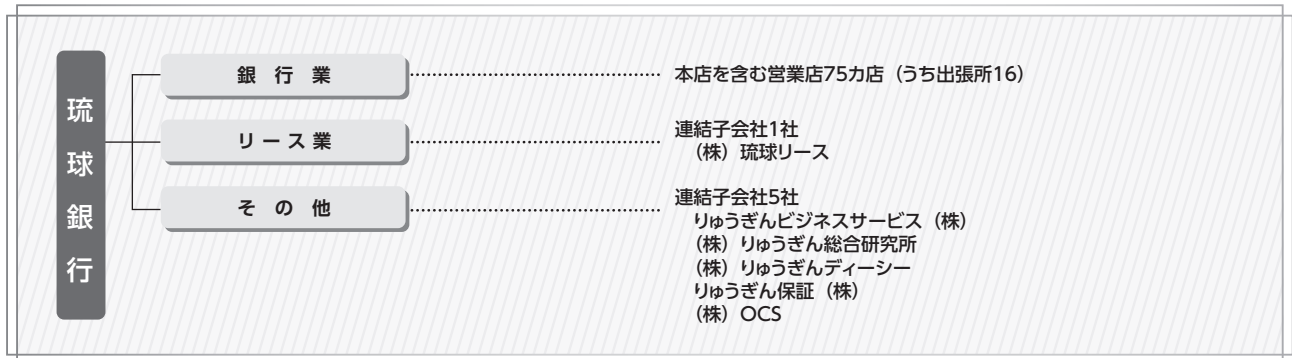 琉球銀行
銀行業
本店を含む営業店75カ店（うち出張所16）
リース業
連結子会社1社
（株）琉球リース
その他
連結子会社5社
りゅうぎんビジネスサービス（株）
（株）りゅうぎん総合研究所
（株）りゅうぎんディーシー
りゅうぎん保証（株）
（株）OCS